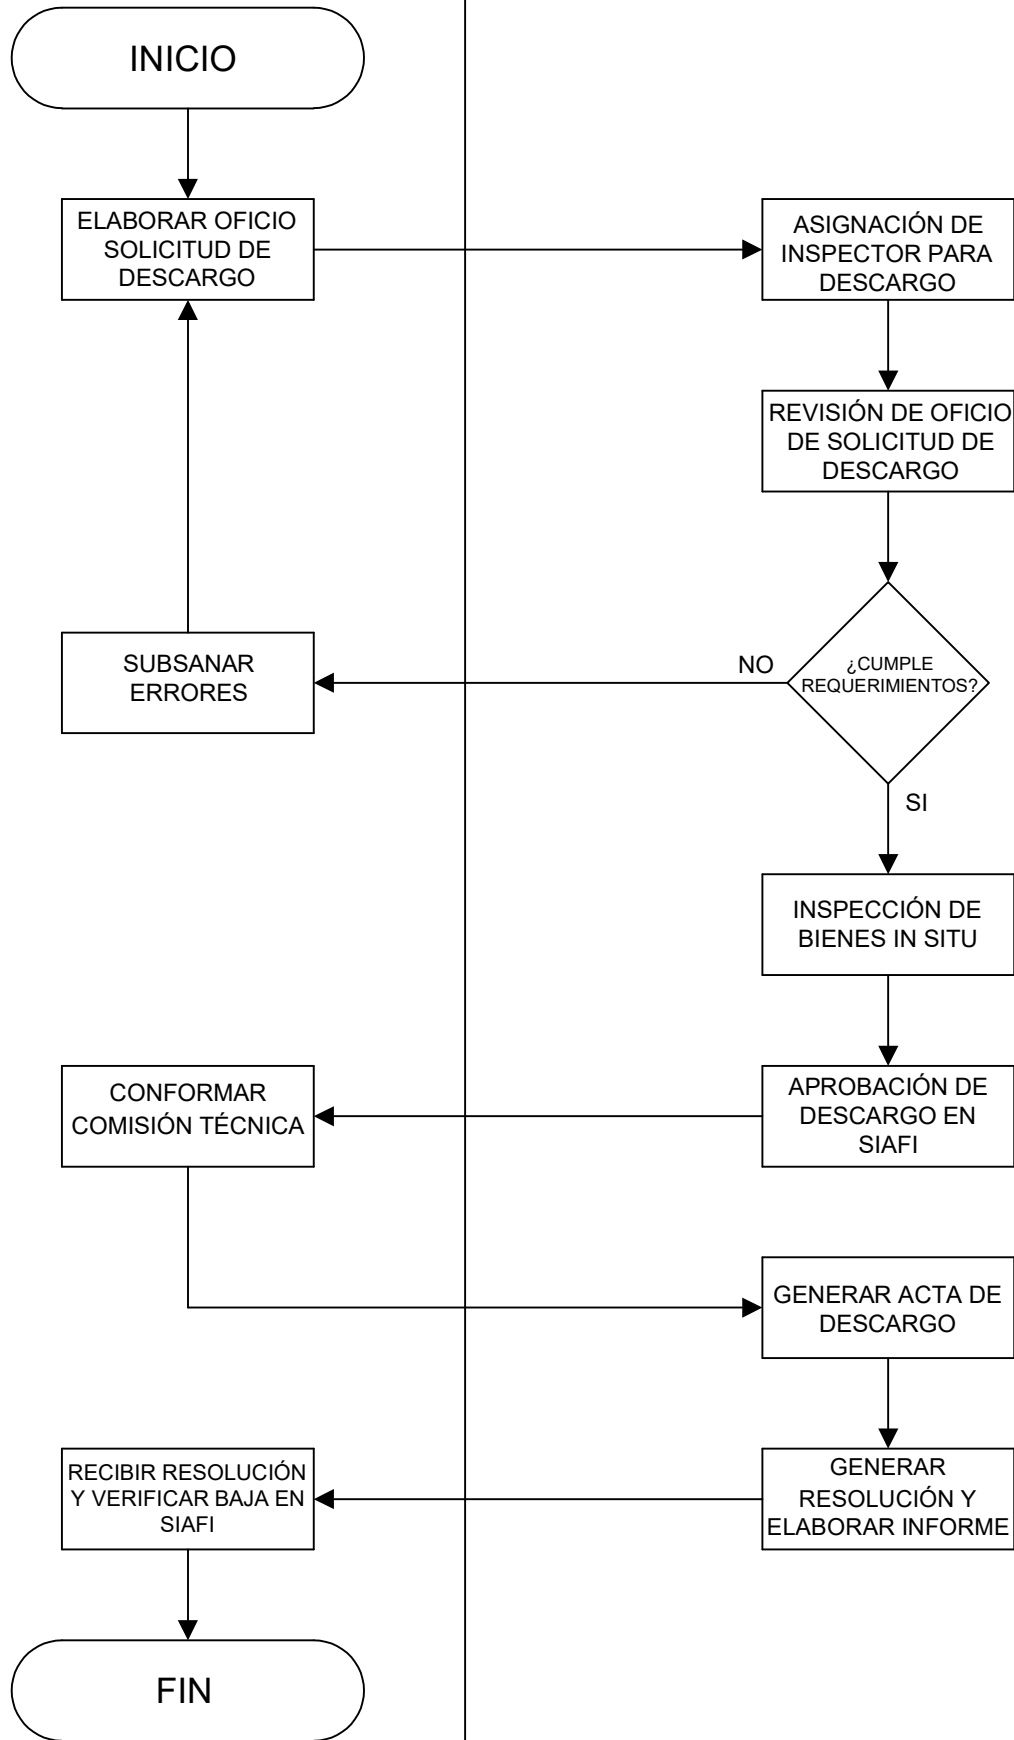 INICIO
ELABORAR OFICIO
SOLICITUD DE
DESCARGO
ASIGNACIÓN DE
INSPECTOR PARA
DESCARGO
REVISIÓN DE OFICIO
DE SOLICITUD DE
DESCARGO
¿CUMPLE
REQUERIMIENTOS?
NO
SUBSANAR
ERRORES
SI
INSPECCIÓN DE
BIENES IN SITU
APROBACIÓN DE
DESCARGO EN
SIAFI
CONFORMAR
COMISIÓN TÉCNICA
GENERAR ACTA DE
DESCARGO
GENERAR
RESOLUCIÓN Y
ELABORAR INFORME
RECIBIR RESOLUCIÓN
Y VERIFICAR BAJA EN
SIAFI
FIN